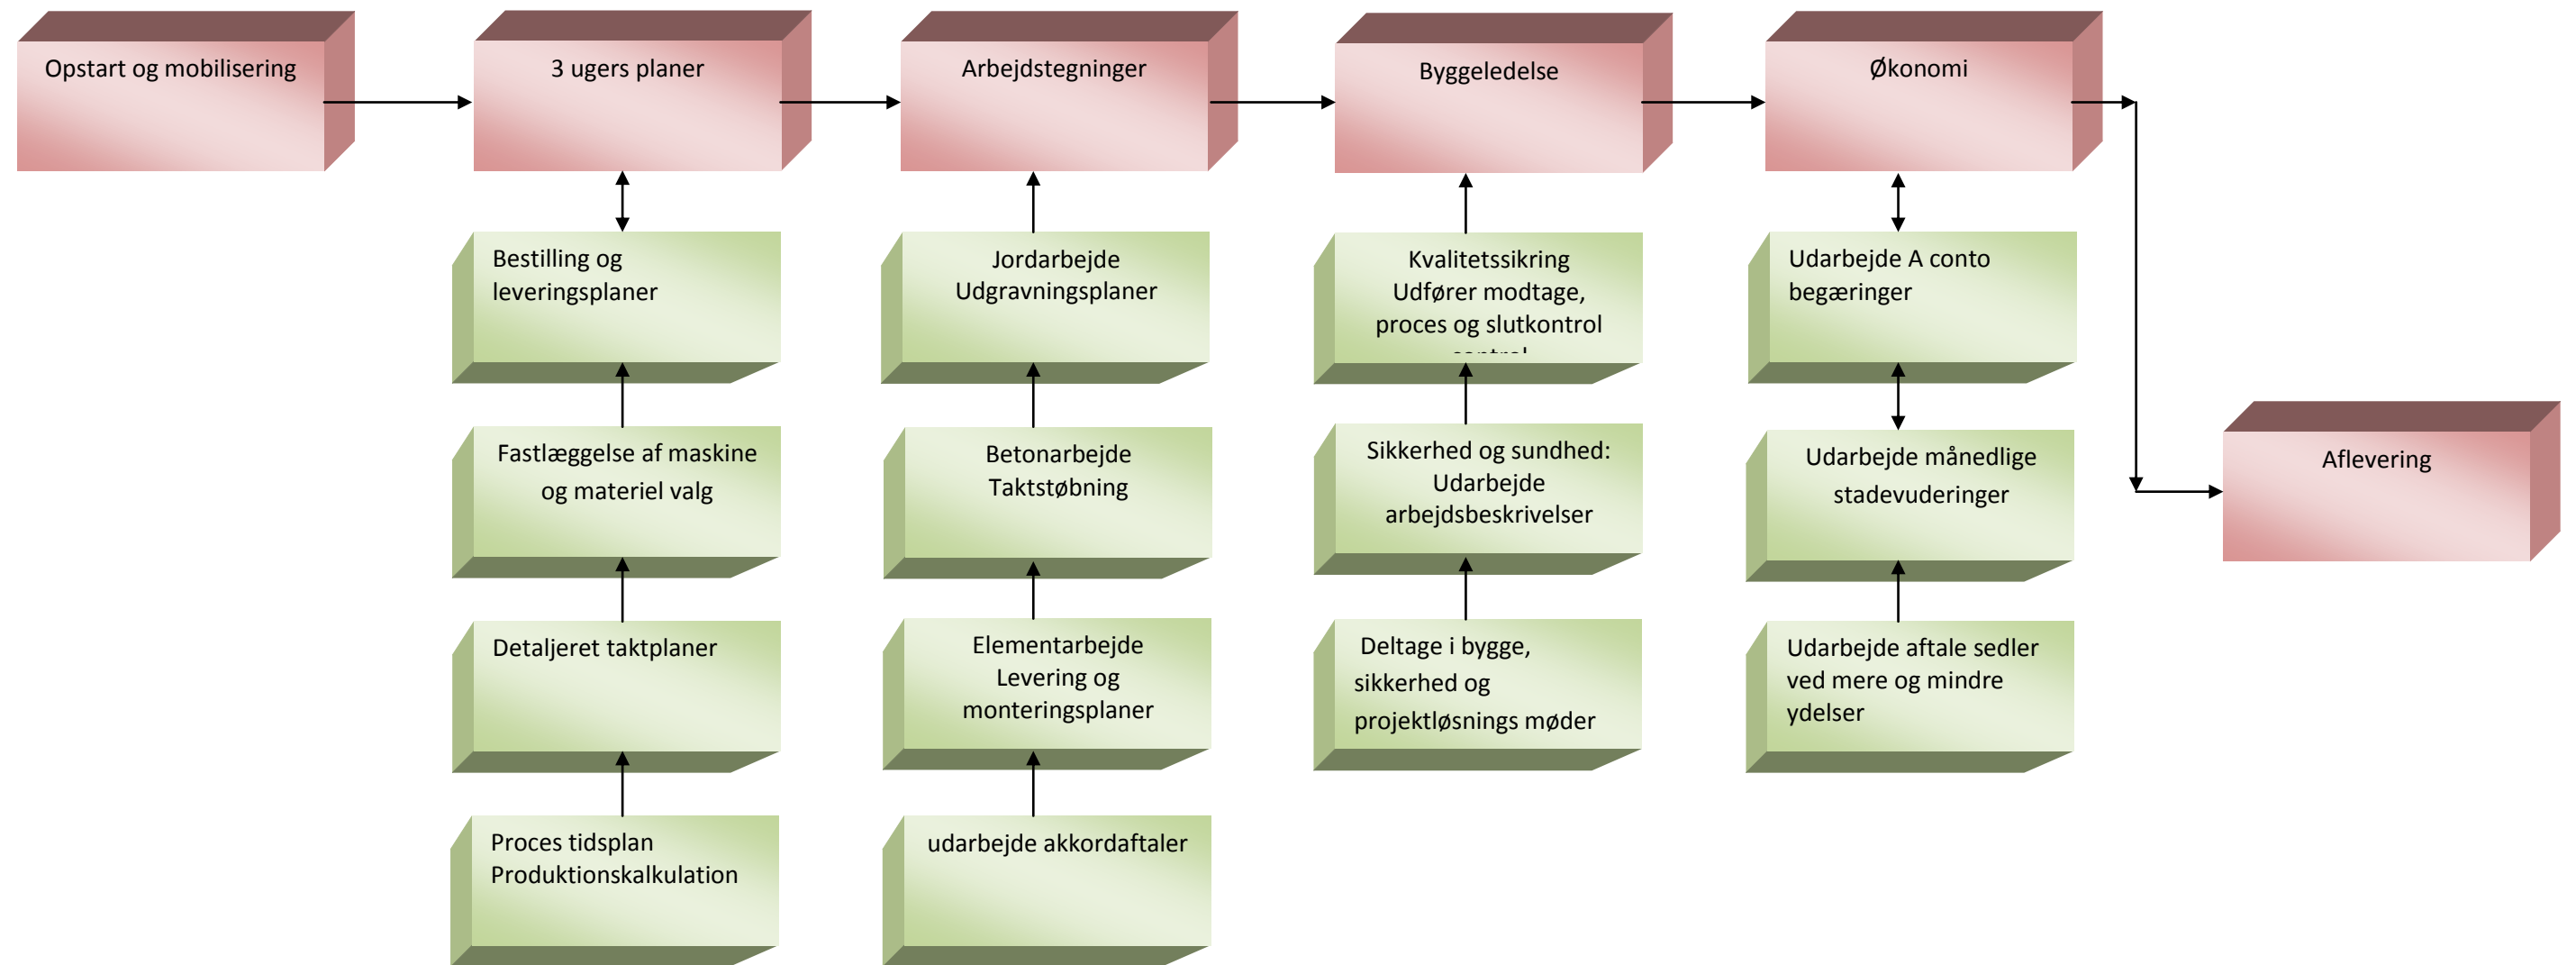 Opstart og mobilisering
3 ugers planer
Arbejdstegninger
Byggeledelse
Økonomi
Bestilling og
leveringsplaner
Jordarbejde
Udgravningsplaner
Kvalitetssikring
Udfører modtage,
proces og slutkontrol
Udarbejde A conto
begæringer
Fastlæggelse af maskine
og materiel valg
Betonarbejde
Taktstøbning
Sikkerhed og sundhed:
Udarbejde
arbejdsbeskrivelser
Udarbejde månedlige
stadevuderinger
Aflevering
Detaljeret taktplaner
Elementarbejde
Levering og
monteringsplaner
Deltage i bygge,
sikkerhed og
projektløsnings møder
Udarbejde aftale sedler
ved mere og mindre
ydelser
Proces tidsplan
Produktionskalkulation
udarbejde akkordaftaler